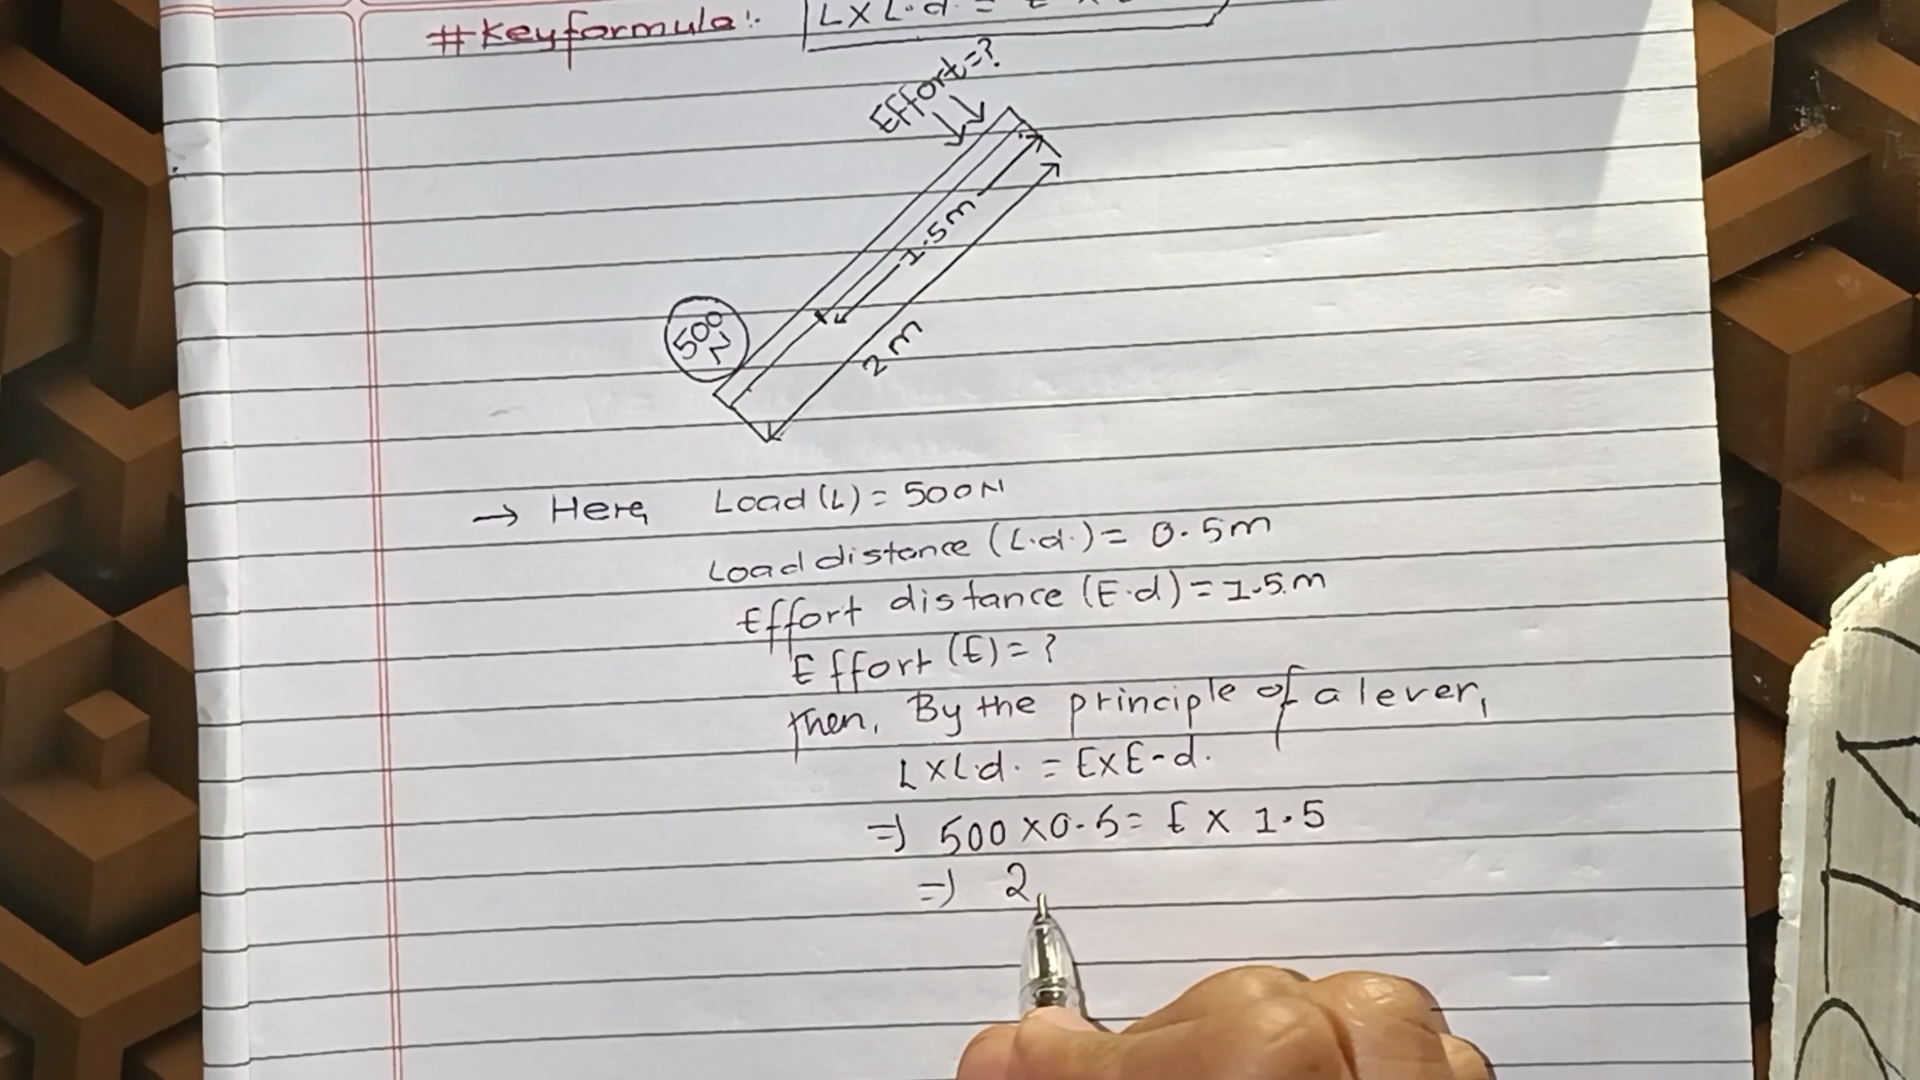 #Keyformula:
L×L.d. =
Effort=?
1.5m
500
N
2m
→ Here, Load(L)=500N
Load distance (L.d.)= 0.5m
Effort distance (E.d)=1.5m
Effort (E)=?
then, By the principle of a lever,
L×L.d. = E×E-d.
=) 500×0.5= E × 1.5
=) 2